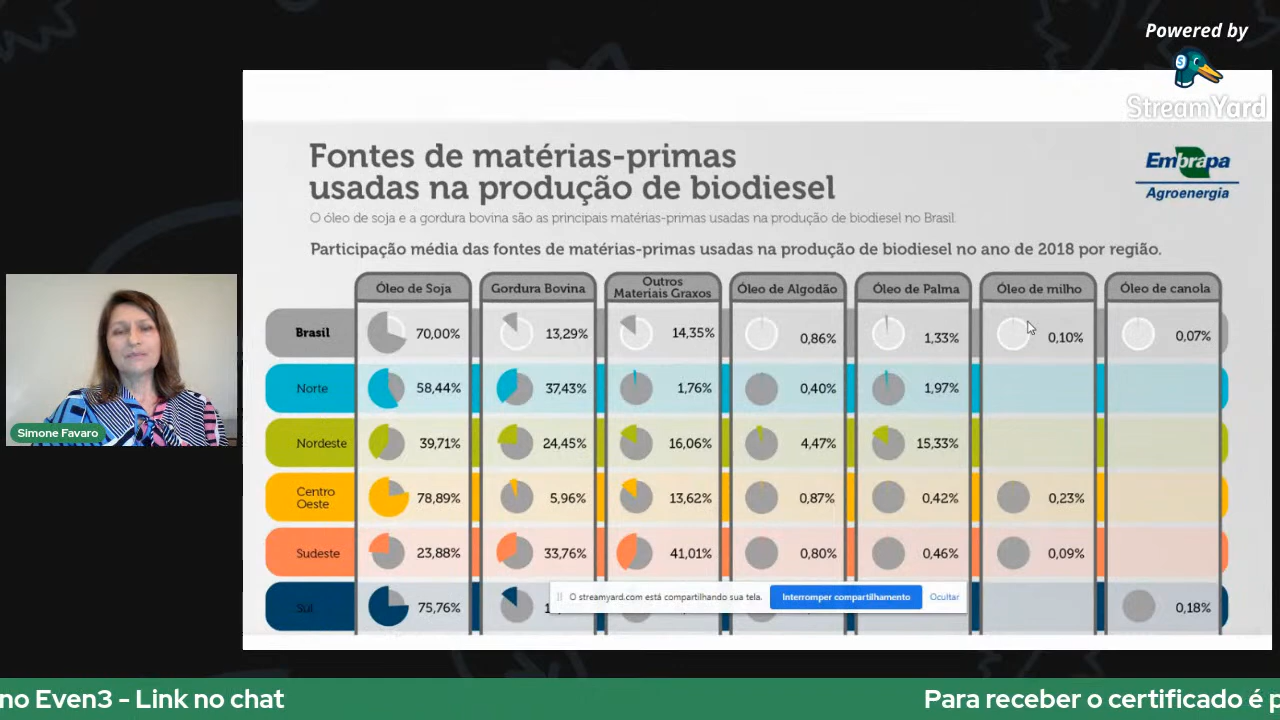 Powered by
StreamYard
Fontes de matérias-primas
usadas na produção de biodiesel
Embrapa
Agroenergia
O óleo de soja e a gordura bovina são as principais matérias-primas usadas na produção de biodiesel no Brasil.
Participação média das fontes de matérias-primas usadas na produção de biodiesel no ano de 2018 por região.
Óleo de Soja Gordura Bovina Outros Materiais Graxos Óleo de Algodão Óleo de Palma Óleo de milho Óleo de canola
Brasil 70,00% 13,29% 14,35% 0,86% 1,33% 0,10% 0,07%
Norte 58,44% 37,43% 1,76% 0,40% 1,97%
Nordeste 39,71% 24,45% 16,06% 4,47% 15,33%
Centro Oeste 78,89% 5,96% 13,62% 0,87% 0,42% 0,23%
Sudeste 23,88% 33,76% 41,01% 0,80% 0,46% 0,09%
Sul 75,76% 0,18%
O streamyard.com está compartilhando sua tela. Interromper compartilhamento Ocultar
Simone Favaro
no Even3 - Link no chat
Para receber o certificado é